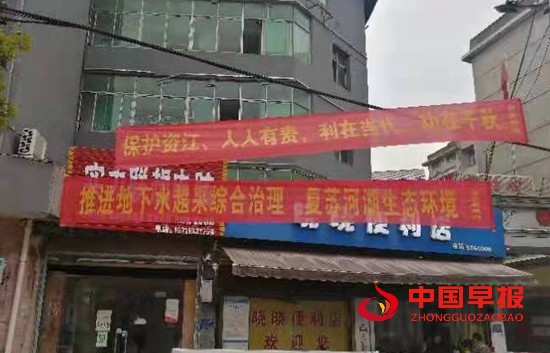 保护资江、人人有责，利在当代、功在千秋
推进地下水超采综合治理 复苏河湖生态环境
便利店
晓晓便利店
欢迎您
中国早报
ZHONGGUOZAOBAO